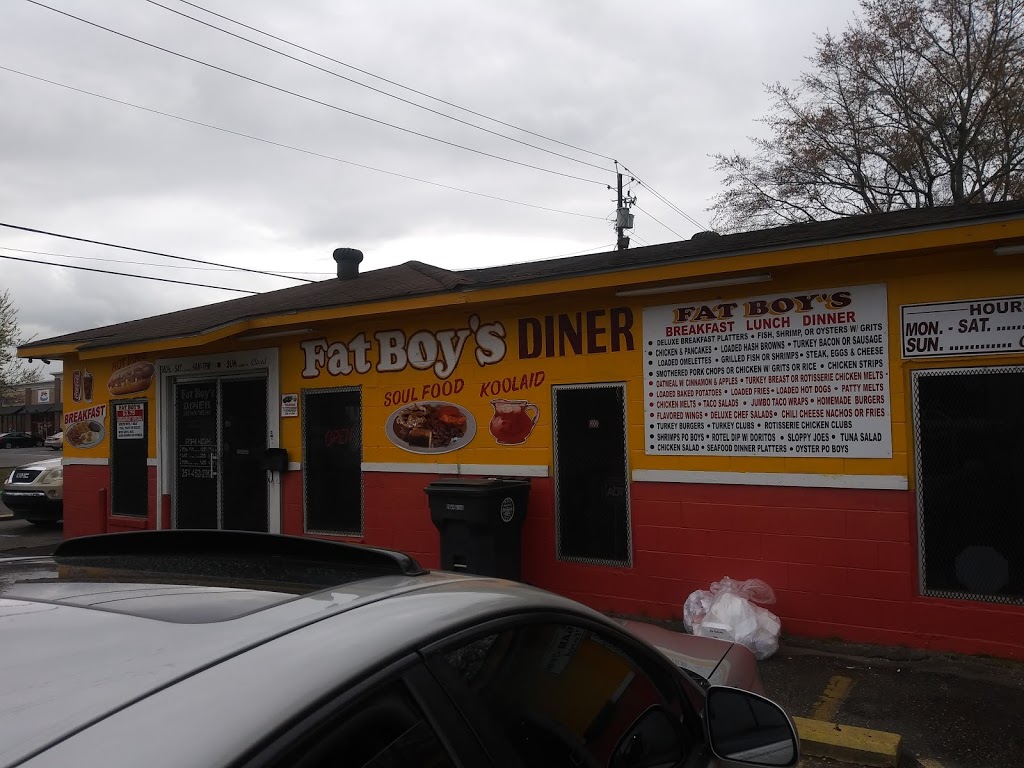 Fat Boy's DINER
SOUL FOOD KOOLAID
BREAKFAST
OPEN
FAT BOY'S
BREAKFAST LUNCH DINNER
DELUXE BREAKFAST PLATTERS • FISH, SHRIMP, OR OYSTERS W/ GRITS
• CHICKEN & PANCAKES • LOADED HASH BROWNS • TURKEY BACON OR SAUSAGE
LOADED OMELETTES • GRILLED FISH OR SHRIMPS • STEAK, EGGS & CHEESE
SMOTHERED PORK CHOPS OR CHICKEN W/ GRITS OR RICE • CHICKEN STRIPS
OATMEAL W CINNAMON & APPLES • TURKEY BREAST OR ROTISSERIE CHICKEN MELTS
LOADED BAKED POTATOES • LOADED FRIES • LOADED HOT DOGS • PATTY MELTS
CHICKEN MELTS • TACO SALADS • JUMBO TACO WRAPS • HOMEMADE BURGERS
FLAVORED WINGS • DELUXE CHEF SALADS • CHILI CHEESE NACHOS OR FRIES
TURKEY BURGERS • TURKEY CLUBS • ROTISSERIE CHICKEN CLUBS
SHRIMPS PO BOYS • ROTEL DIP W/ DORITOS • SLOPPY JOES • TUNA SALAD
CHICKEN SALAD • SEAFOOD DINNER PLATTERS • OYSTER PO BOYS
HOUR
MON. - SAT.
SUN.
FAT BOY'S
Fat Boy's
DINER